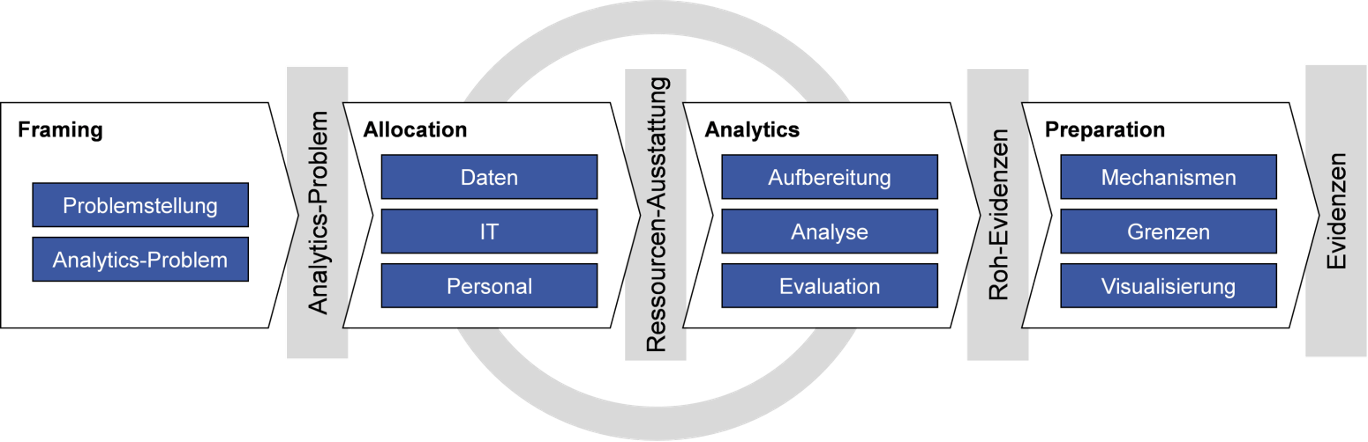 Framing
Problemstellung
Analytics-Problem
Analytics-Problem
Allocation
Daten
IT
Personal
Ressourcen-Ausstattung
Analytics
Aufbereitung
Analyse
Evaluation
Roh-Evidenzen
Preparation
Mechanismen
Grenzen
Visualisierung
Evidenzen